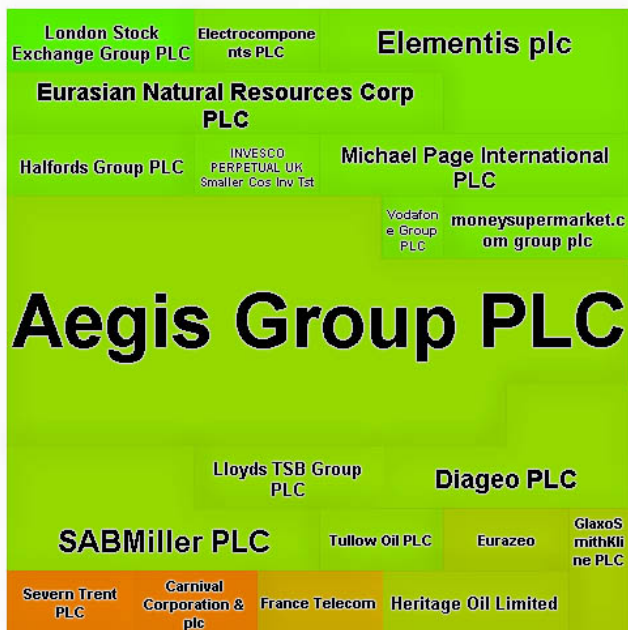 London Stock
Exchange Group PLC
Electrocompone
nts PLC
Elementis plc
Eurasian Natural Resources Corp
PLC
Halfords Group PLC
INVESCO
PERPETUAL UK
Smaller Cos Inv Tst
Michael Page International
PLC
Vodafon
e Group
PLC
moneysupermarket.c
om group plc
Aegis Group PLC
Lloyds TSB Group
PLC
Diageo PLC
SABMiller PLC
Tullow Oil PLC
Eurazeo
GlaxoS
mithKli
ne PLC
Severn Trent
PLC
Carnival
Corporation &
plc
France Telecom
Heritage Oil Limited